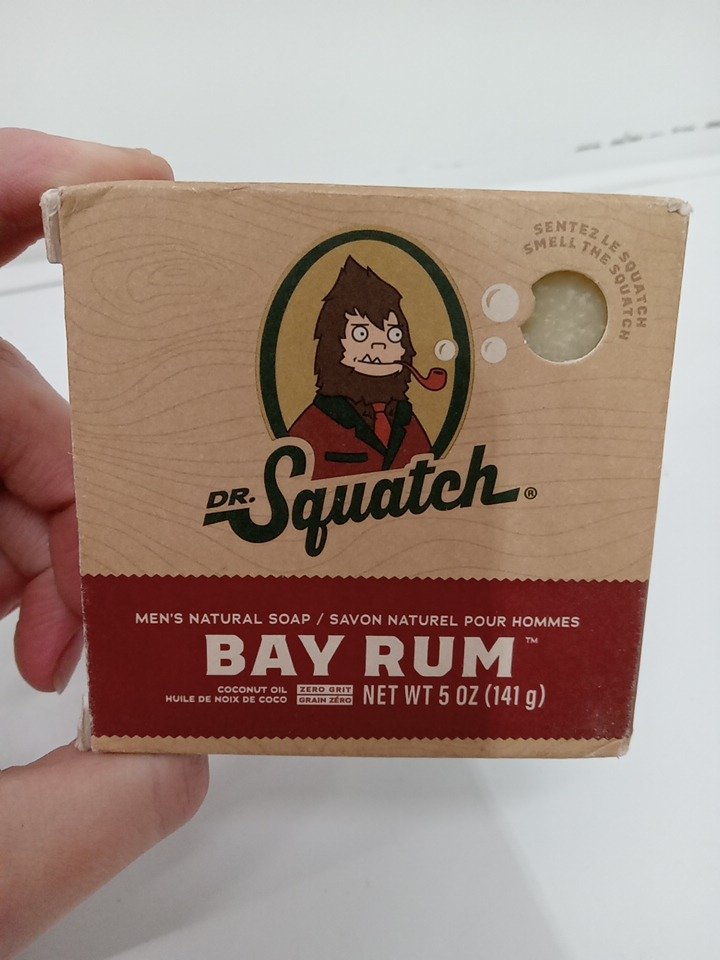 SENTEZ LE SQUATCH
SMELL THE SQUATCH
DR. Squatch ®
MEN'S NATURAL SOAP / SAVON NATUREL POUR HOMMES
BAY RUM™
COCONUT OIL ZERO GRIT
HUILE DE NOIX DE COCO GRAIN ZÉRO
NET WT 5 OZ (141 g)